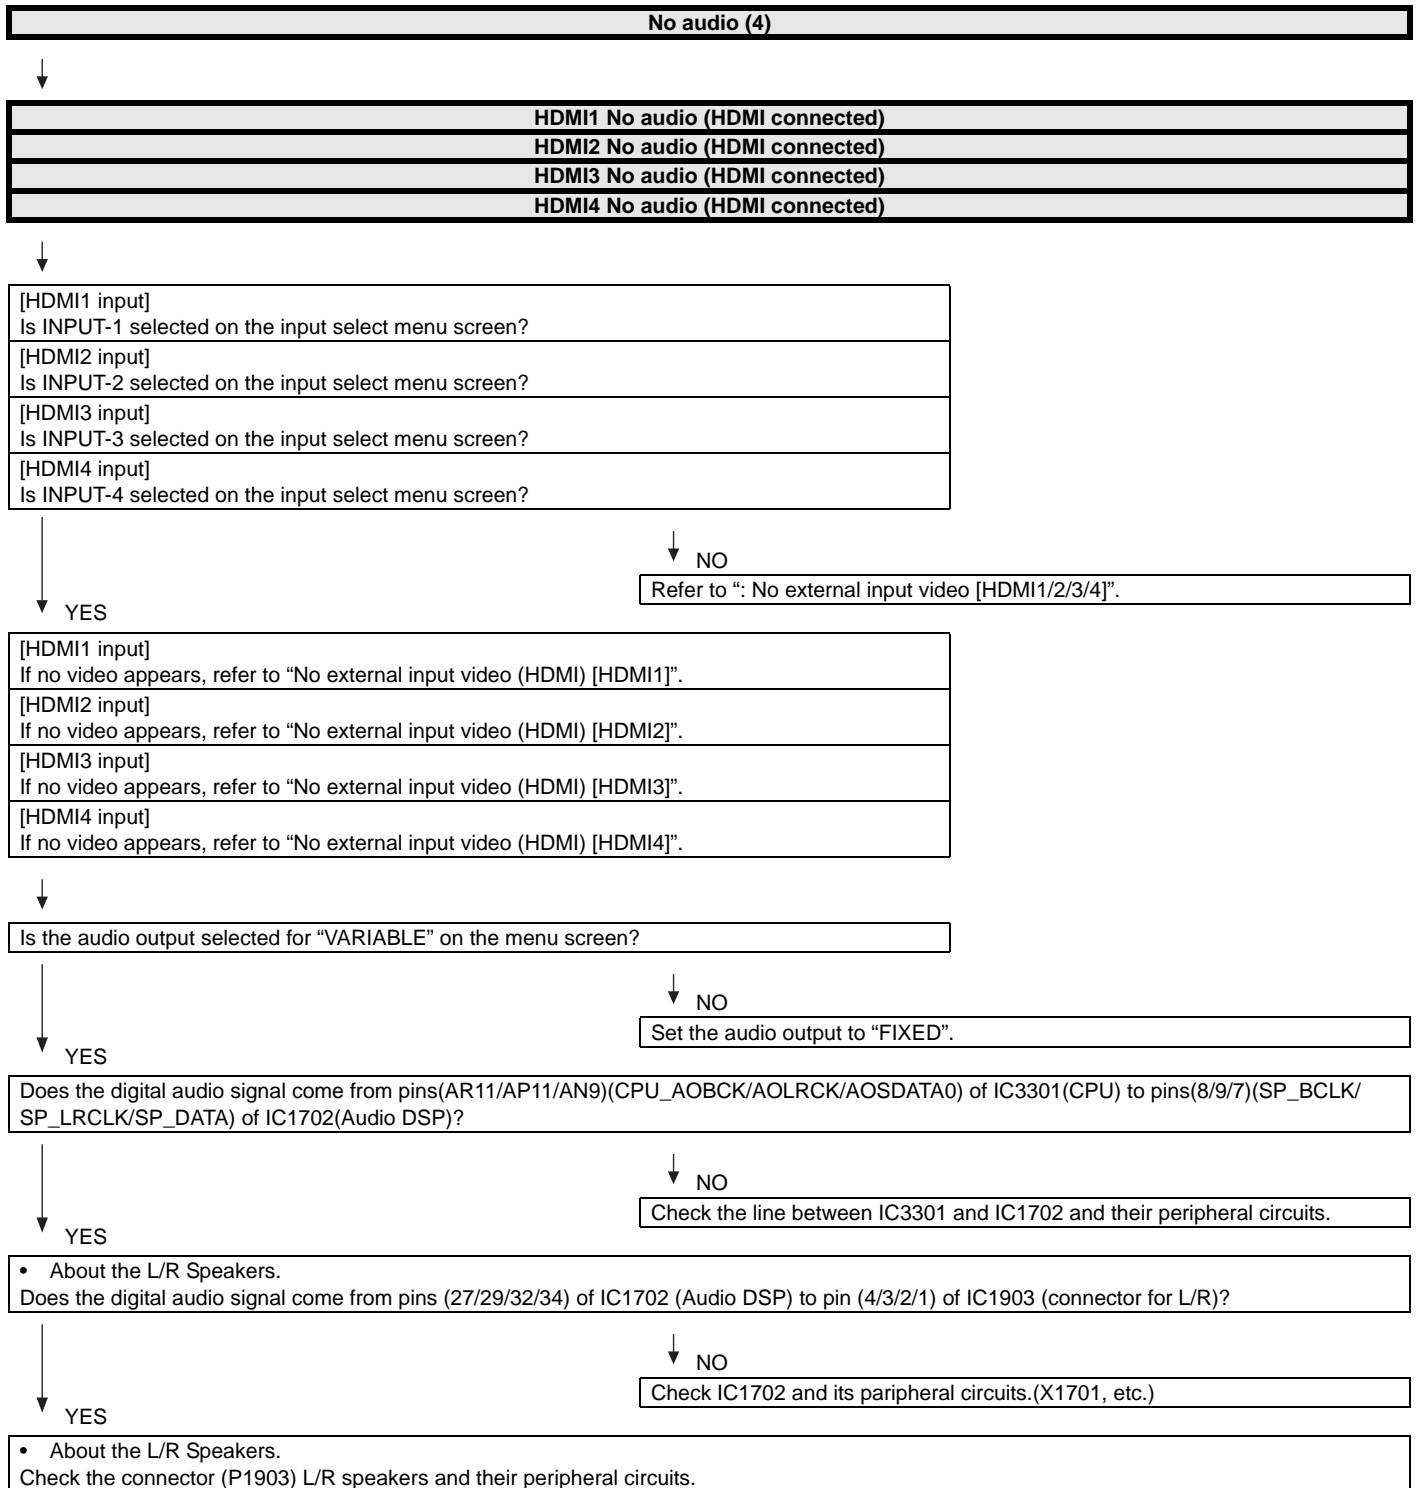 No audio (4)
HDMI1 No audio (HDMI connected)
HDMI2 No audio (HDMI connected)
HDMI3 No audio (HDMI connected)
HDMI4 No audio (HDMI connected)
[HDMI1 input]
Is INPUT-1 selected on the input select menu screen?
[HDMI2 input]
Is INPUT-2 selected on the input select menu screen?
[HDMI3 input]
Is INPUT-3 selected on the input select menu screen?
[HDMI4 input]
Is INPUT-4 selected on the input select menu screen?
NO
Refer to “: No external input video [HDMI1/2/3/4]”.
YES
[HDMI1 input]
If no video appears, refer to “No external input video (HDMI) [HDMI1]”.
[HDMI2 input]
If no video appears, refer to “No external input video (HDMI) [HDMI2]”.
[HDMI3 input]
If no video appears, refer to “No external input video (HDMI) [HDMI3]”.
[HDMI4 input]
If no video appears, refer to “No external input video (HDMI) [HDMI4]”.
Is the audio output selected for “VARIABLE” on the menu screen?
NO
Set the audio output to “FIXED”.
YES
Does the digital audio signal come from pins(AR11/AP11/AN9)(CPU_AOBCK/AOLRCK/AOSDATA0) of IC3301(CPU) to pins(8/9/7)(SP_BCLK/
SP_LRCLK/SP_DATA) of IC1702(Audio DSP)?
NO
Check the line between IC3301 and IC1702 and their peripheral circuits.
YES
• About the L/R Speakers.
Does the digital audio signal come from pins (27/29/32/34) of IC1702 (Audio DSP) to pin (4/3/2/1) of IC1903 (connector for L/R)?
NO
Check IC1702 and its paripheral circuits.(X1701, etc.)
YES
• About the L/R Speakers.
Check the connector (P1903) L/R speakers and their peripheral circuits.